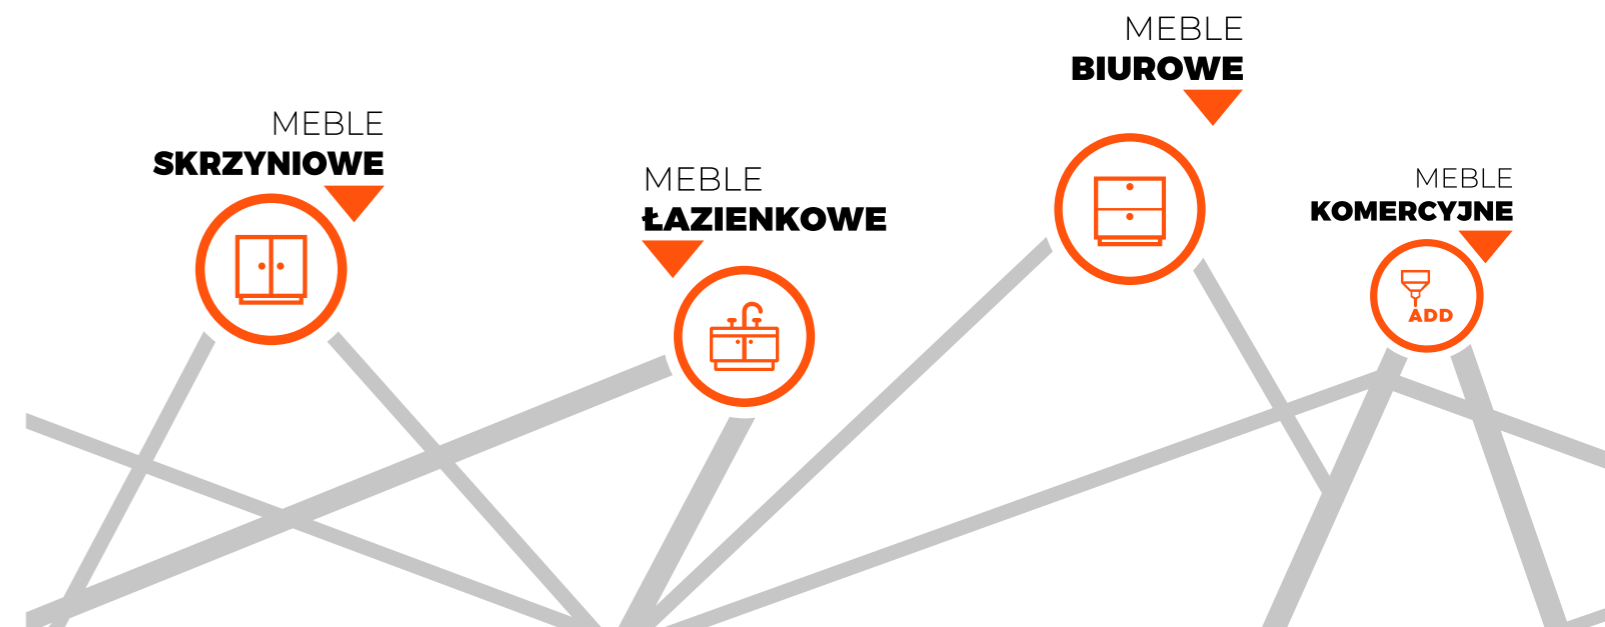 MEBLE
SKRZYNIOWE
MEBLE
ŁAZIENKOWE
MEBLE
BIUROWE
MEBLE
KOMERCYJNE
ADD